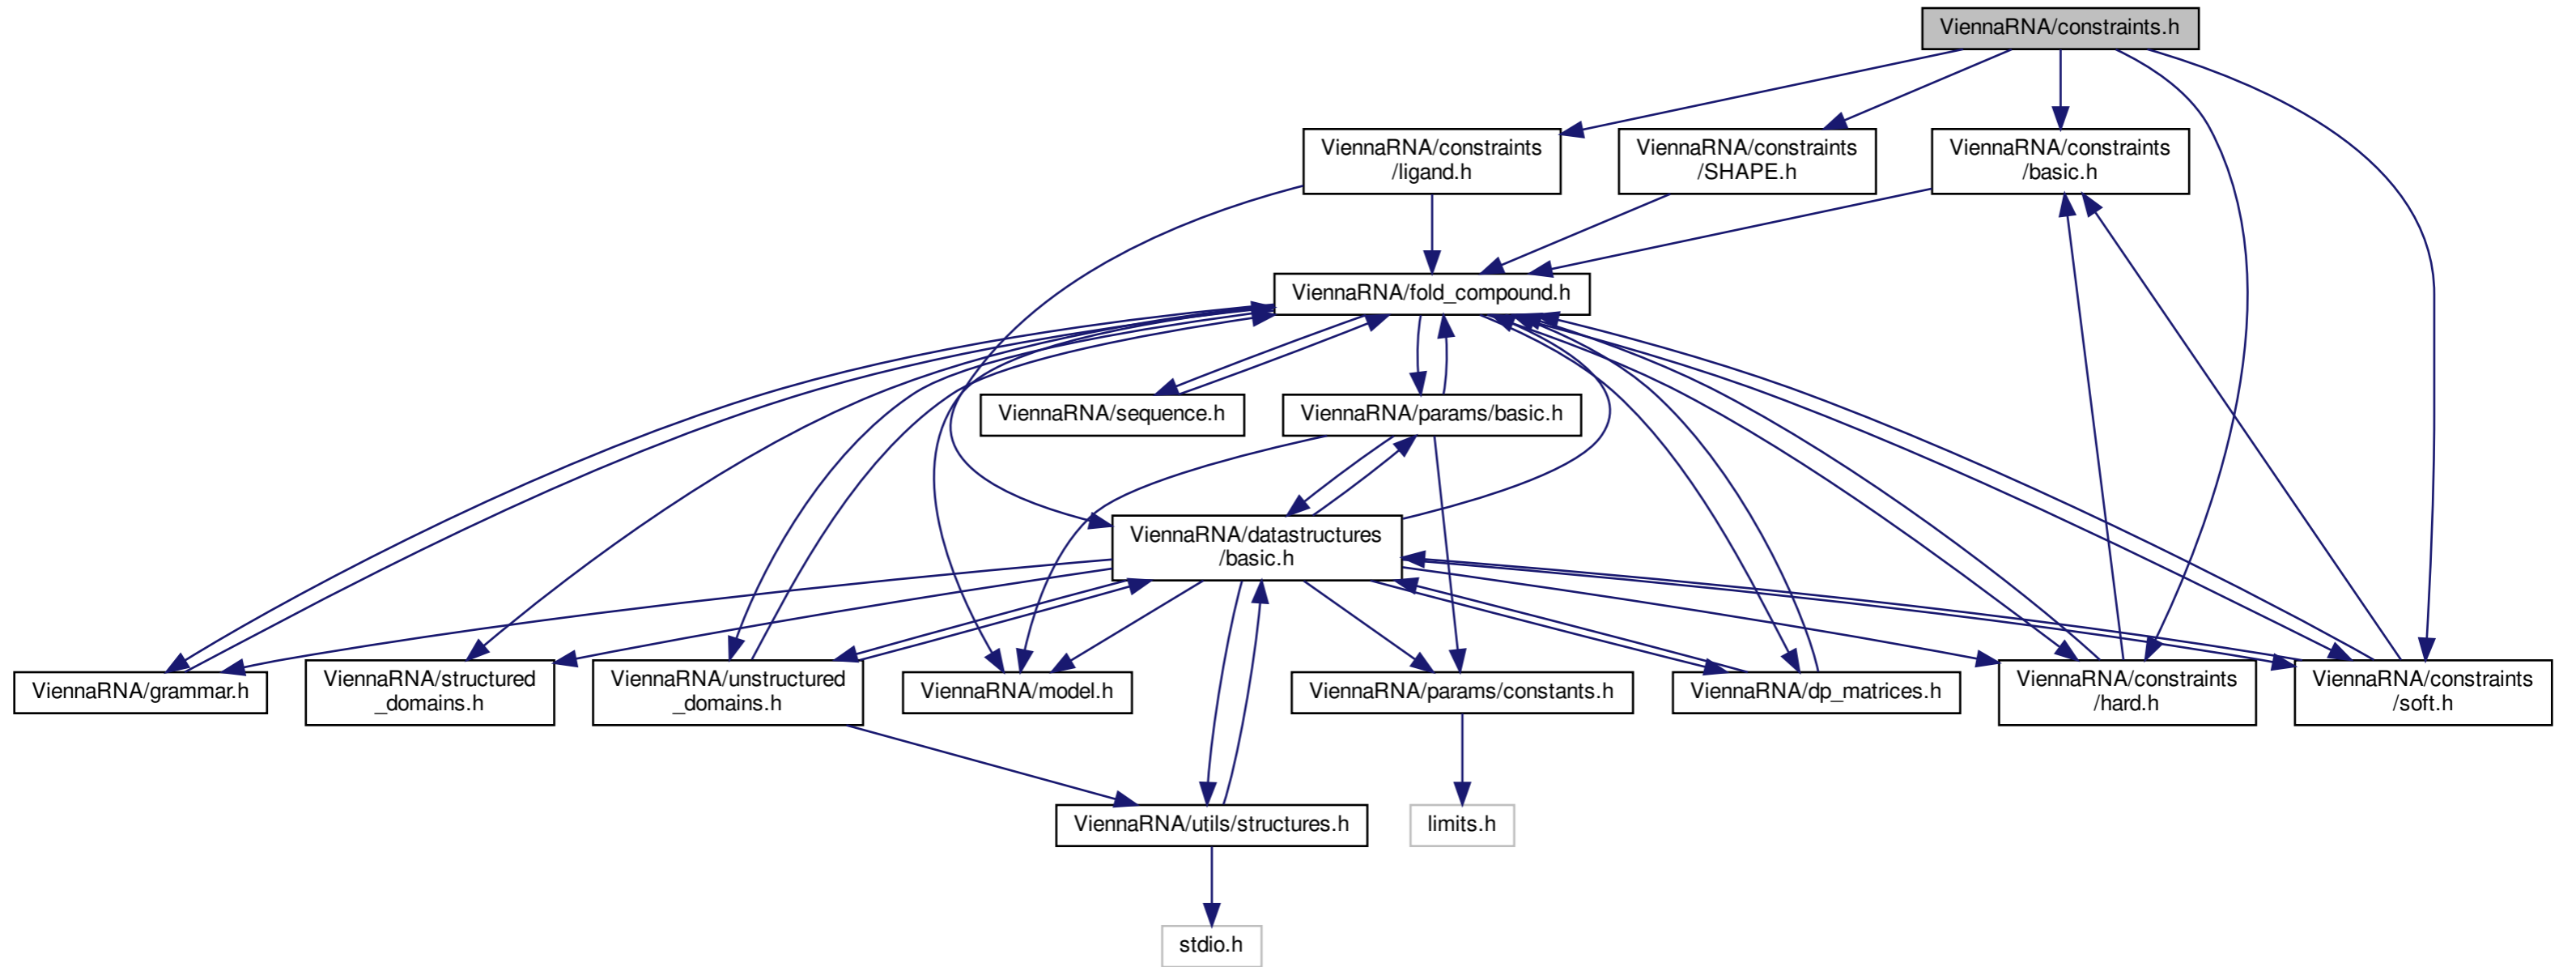 ViennaRNA/constraints.h
ViennaRNA/constraints
/ligand.h
ViennaRNA/constraints
/SHAPE.h
ViennaRNA/constraints
/basic.h
ViennaRNA/fold_compound.h
ViennaRNA/sequence.h
ViennaRNA/params/basic.h
ViennaRNA/datastructures
/basic.h
ViennaRNA/grammar.h
ViennaRNA/structured
_domains.h
ViennaRNA/unstructured
_domains.h
ViennaRNA/model.h
ViennaRNA/params/constants.h
ViennaRNA/dp_matrices.h
ViennaRNA/constraints
/hard.h
ViennaRNA/constraints
/soft.h
ViennaRNA/utils/structures.h
limits.h
stdio.h